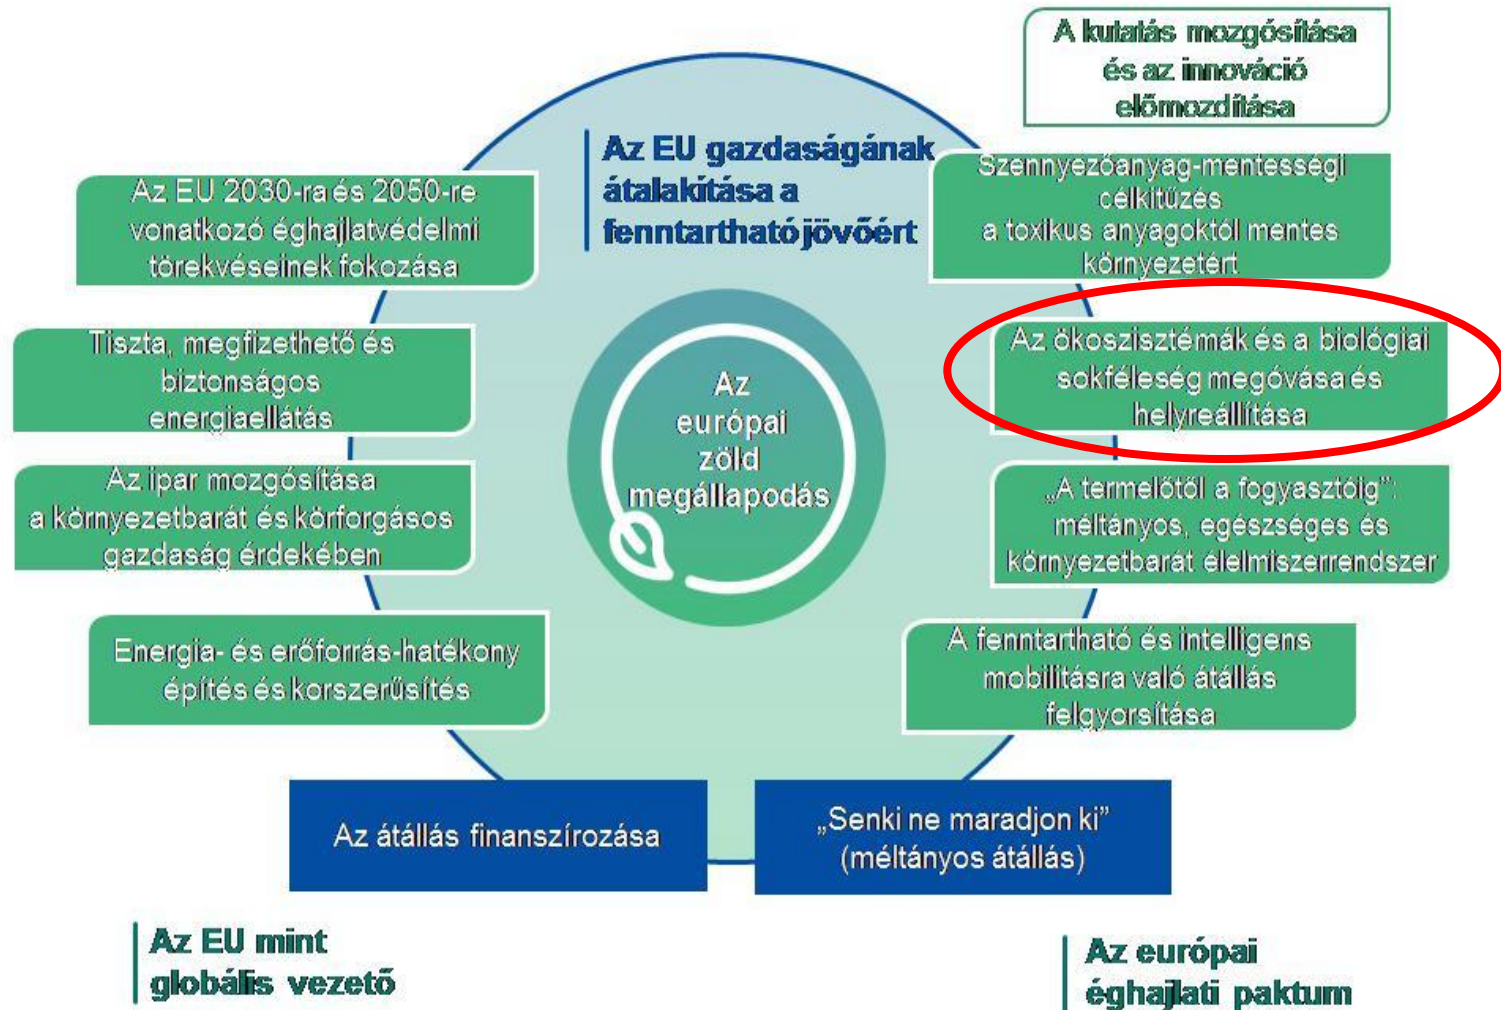 A kutatás mozgósítása
és az innováció
előmozdítása
Az EU gazdaságának
átalakítása a
fenntartható jövőért
Az EU 2030-ra és 2050-re
vonatkozó éghajlatvédelmi
törekvéseinek fokozása
Szennyezőanyag-mentességi
célkitűzés
a toxikus anyagoktól mentes
környezetért
Tiszta, megfizethető és
biztonságos
energiaellátás
Az ökoszisztémák és a biológiai
sokféleség megóvása és
helyreállítása
Az
európai
zöld
megállapodás
Az ipar mozgósítása
a környezetbarát és körforgásos
gazdaság érdekében
„A termelőtől a fogyasztóig”:
méltányos, egészséges és
környezetbarát élelmiszerrendszer
Energia- és erőforrás-hatékony
építés és korszerűsítés
A fenntartható és intelligens
mobilitásra való átállás
felgyorsítása
Az átállás finanszírozása
„Senki ne maradjon ki”
(méltányos átállás)
Az EU mint
globális vezető
Az európai
éghajlati paktum